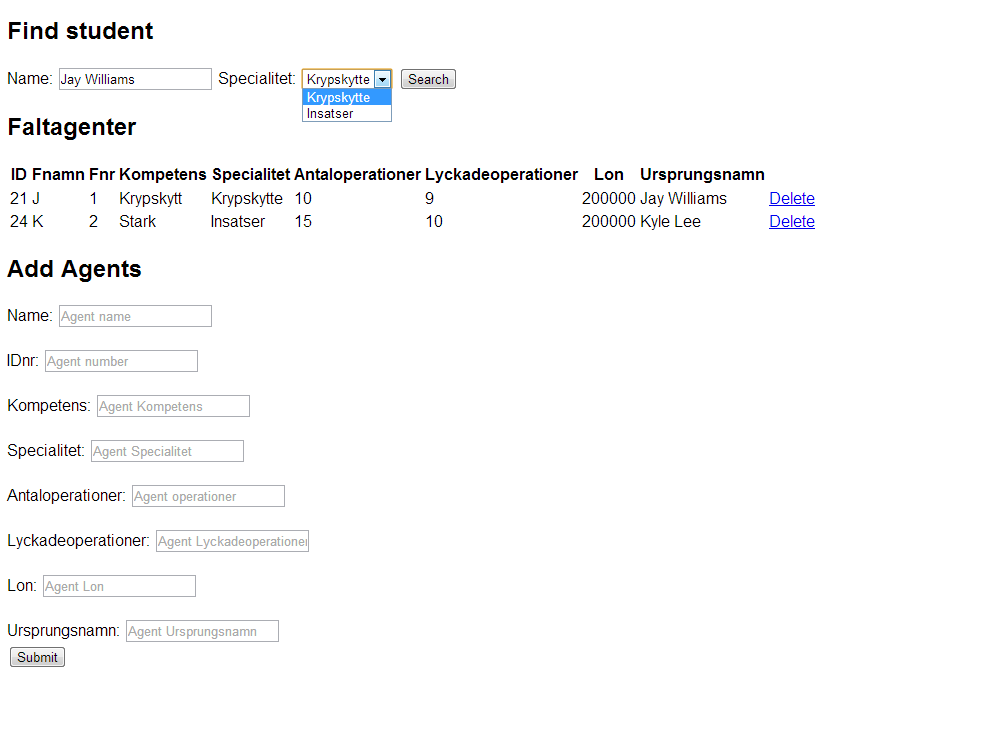 Find student
Name: Jay Williams Specialitet: Krypskytte Search
Krypskytte
Insatser
Faltagenter
ID Fnamn Fnr Kompetens Specialitet Antaloperationer Lyckadeoperationer Lon Ursprungsnamn
21 J 1 Krypskytt Krypskytte 10 9 200000 Jay Williams Delete
24 K 2 Stark Insatser 15 10 200000 Kyle Lee Delete
Add Agents
Name: Agent name
IDnr: Agent number
Kompetens: Agent Kompetens
Specialitet: Agent Specialitet
Antaloperationer: Agent operationer
Lyckadeoperationer: Agent Lyckadeoperationer
Lon: Agent Lon
Ursprungsnamn: Agent Ursprungsnamn
Submit